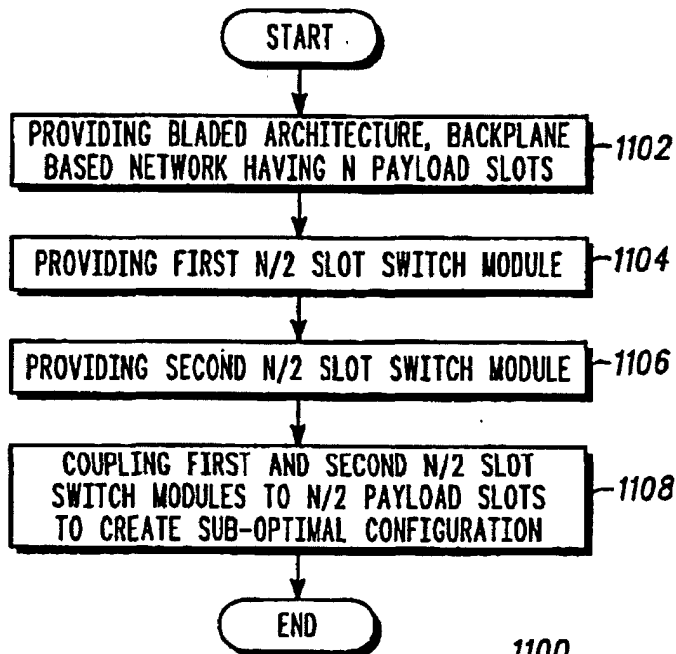 START
PROVIDING BLADED ARCHITECTURE, BACKPLANE
BASED NETWORK HAVING N PAYLOAD SLOTS
1102
PROVIDING FIRST N/2 SLOT SWITCH MODULE
1104
PROVIDING SECOND N/2 SLOT SWITCH MODULE
1106
COUPLING FIRST AND SECOND N/2 SLOT
SWITCH MODULES TO N/2 PAYLOAD SLOTS
TO CREATE SUB-OPTIMAL CONFIGURATION
1108
END
1100